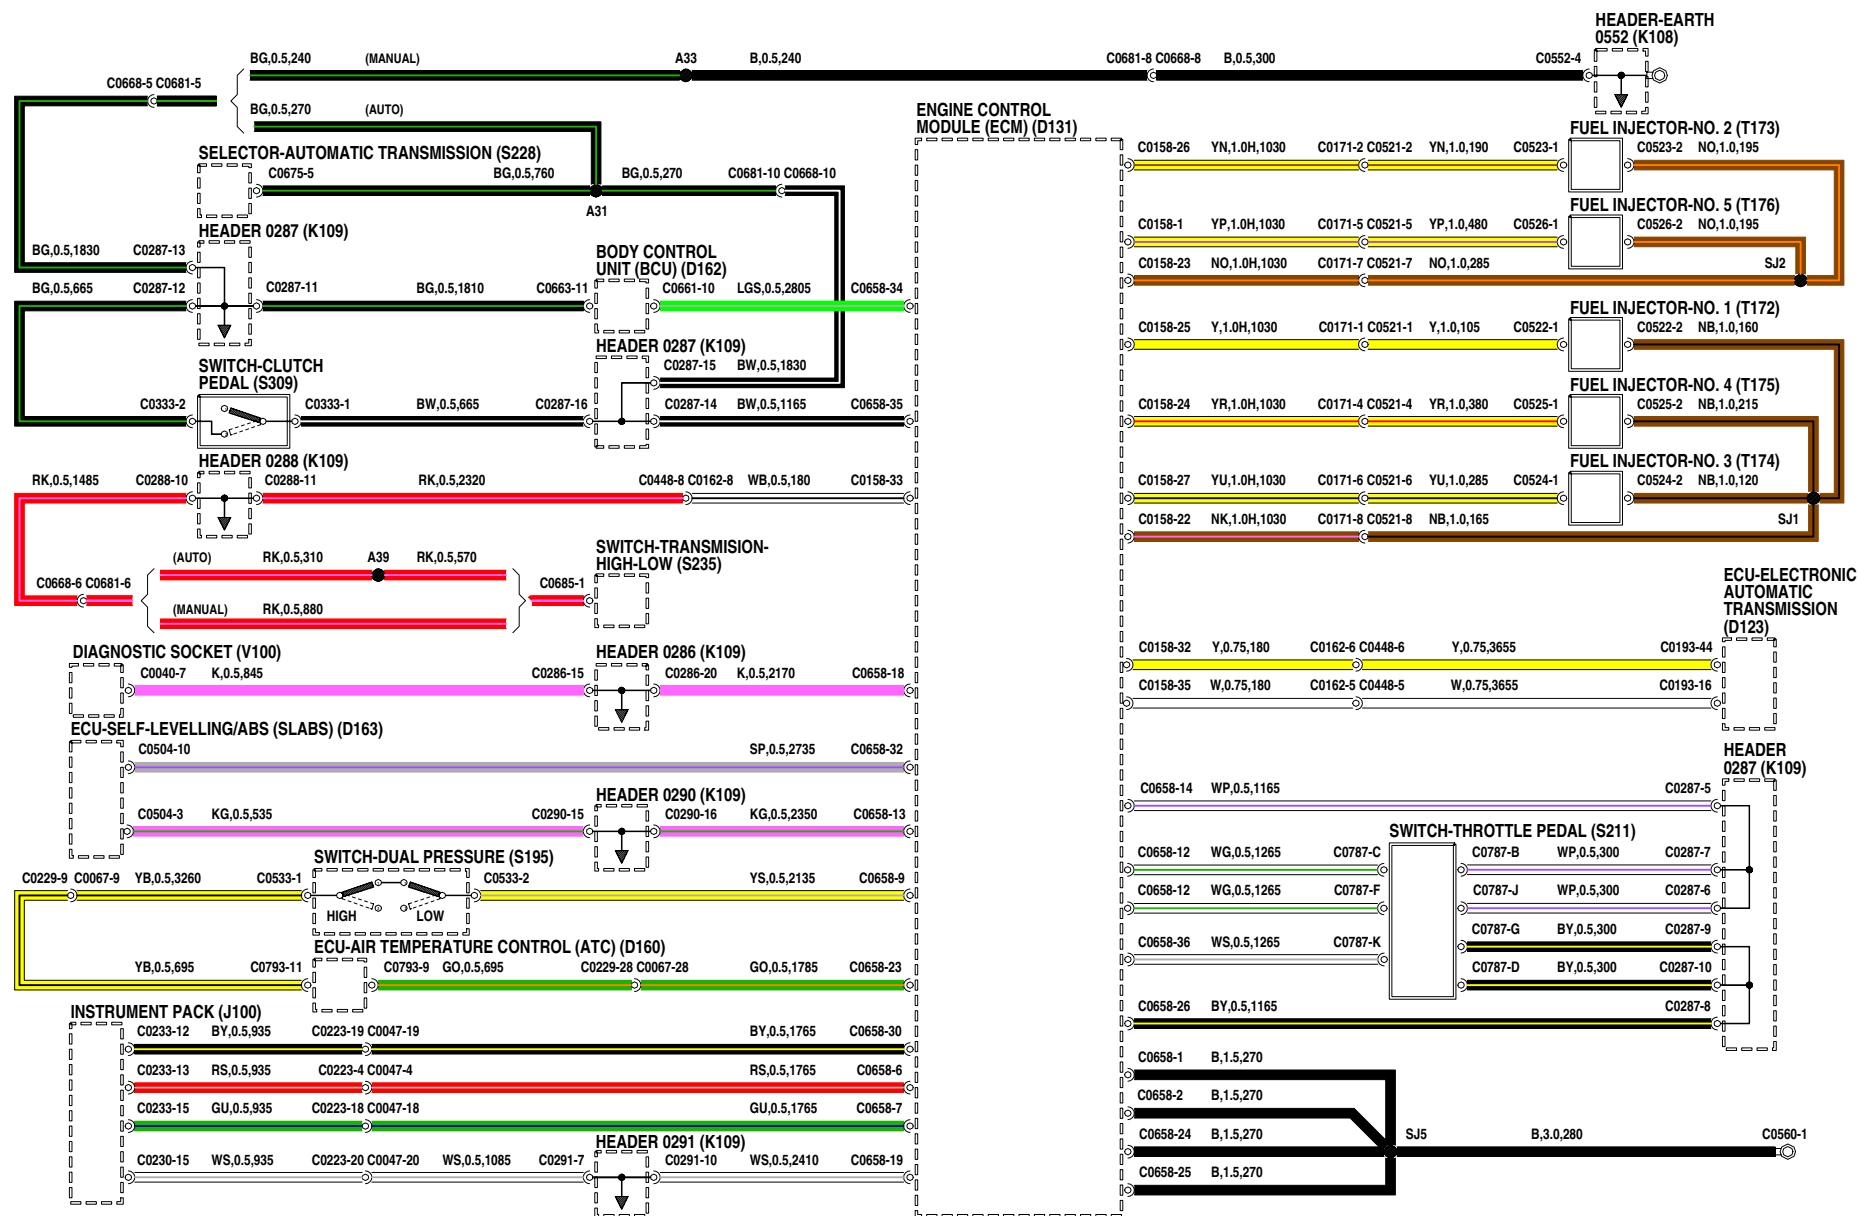 HEADER-EARTH
0552 (K108)
BG,0.5,240 (MANUAL) A33 B,0.5,240 C0681-8 C0668-8 B,0.5,300 C0552-4
C0668-5 C0681-5
BG,0.5,270 (AUTO)
ENGINE CONTROL
MODULE (ECM) (D131)
FUEL INJECTOR-NO. 2 (T173)
C0158-26 YN,1.0H,1030 C0171-2 C0521-2 YN,1.0,190 C0523-1 C0523-2 NO,1.0,195
SELECTOR-AUTOMATIC TRANSMISSION (S228)
C0675-5 BG,0.5,760 BG,0.5,270 C0681-10 C0668-10
A31
FUEL INJECTOR-NO. 5 (T176)
C0158-1 YP,1.0H,1030 C0171-5 C0521-5 YP,1.0,480 C0526-1 C0526-2 NO,1.0,195
HEADER 0287 (K109)
BG,0.5,1830 C0287-13
BODY CONTROL
UNIT (BCU) (D162)
C0158-23 NO,1.0H,1030 C0171-7 C0521-7 NO,1.0,285 SJ2
BG,0.5,665 C0287-12 C0287-11 BG,0.5,1810 C0663-11 C0661-10 LGS,0.5,2805 C0658-34
FUEL INJECTOR-NO. 1 (T172)
C0158-25 Y,1.0H,1030 C0171-1 C0521-1 Y,1.0,105 C0522-1 C0522-2 NB,1.0,160
HEADER 0287 (K109)
C0287-15 BW,0.5,1830
SWITCH-CLUTCH
PEDAL (S309)
FUEL INJECTOR-NO. 4 (T175)
C0333-2 C0333-1 BW,0.5,665 C0287-16 C0287-14 BW,0.5,1165 C0658-35
C0158-24 YR,1.0H,1030 C0171-4 C0521-4 YR,1.0,380 C0525-1 C0525-2 NB,1.0,215
HEADER 0288 (K109)
FUEL INJECTOR-NO. 3 (T174)
RK,0.5,1485 C0288-10 C0288-11 RK,0.5,2320 C0448-8 C0162-8 WB,0.5,180 C0158-33
C0158-27 YU,1.0H,1030 C0171-6 C0521-6 YU,1.0,285 C0524-1 C0524-2 NB,1.0,120
C0158-22 NK,1.0H,1030 C0171-8 C0521-8 NB,1.0,165 SJ1
SWITCH-TRANSMISION-
HIGH-LOW (S235)
(AUTO) RK,0.5,310 A39 RK,0.5,570
C0668-6 C0681-6 C0685-1
(MANUAL) RK,0.5,880
ECU-ELECTRONIC
AUTOMATIC
TRANSMISSION
(D123)
DIAGNOSTIC SOCKET (V100)
HEADER 0286 (K109)
C0158-32 Y,0.75,180 C0162-6 C0448-6 Y,0.75,3655 C0193-44
C0040-7 K,0.5,845 C0286-15 C0286-20 K,0.5,2170 C0658-18
C0158-35 W,0.75,180 C0162-5 C0448-5 W,0.75,3655 C0193-16
ECU-SELF-LEVELLING/ABS (SLABS) (D163)
C0504-10 SP,0.5,2735 C0658-32
HEADER
0287 (K109)
C0658-14 WP,0.5,1165 C0287-5
HEADER 0290 (K109)
C0504-3 KG,0.5,535 C0290-15 C0290-16 KG,0.5,2350 C0658-13
SWITCH-THROTTLE PEDAL (S211)
SWITCH-DUAL PRESSURE (S195)
C0658-12 WG,0.5,1265 C0787-C C0787-B WP,0.5,300 C0287-7
C0229-9 C0067-9 YB,0.5,3260 C0533-1 C0533-2 YS,0.5,2135 C0658-9
HIGH LOW
C0658-12 WG,0.5,1265 C0787-F C0787-J WP,0.5,300 C0287-6
C0787-G BY,0.5,300 C0287-9
C0658-36 WS,0.5,1265 C0787-K
ECU-AIR TEMPERATURE CONTROL (ATC) (D160)
YB,0.5,695 C0793-11 C0793-9 GO,0.5,695 C0229-28 C0067-28 GO,0.5,1785 C0658-23
C0787-D BY,0.5,300 C0287-10
C0658-26 BY,0.5,1165 C0287-8
INSTRUMENT PACK (J100)
C0233-12 BY,0.5,935 C0223-19 C0047-19 BY,0.5,1765 C0658-30
C0658-1 B,1.5,270
C0233-13 RS,0.5,935 C0223-4 C0047-4 RS,0.5,1765 C0658-6
C0658-2 B,1.5,270
C0233-15 GU,0.5,935 C0223-18 C0047-18 GU,0.5,1765 C0658-7
C0658-24 B,1.5,270 SJ5 B,3.0,280 C0560-1
HEADER 0291 (K109)
C0230-15 WS,0.5,935 C0223-20 C0047-20 WS,0.5,1085 C0291-7 C0291-10 WS,0.5,2410 C0658-19
C0658-25 B,1.5,270